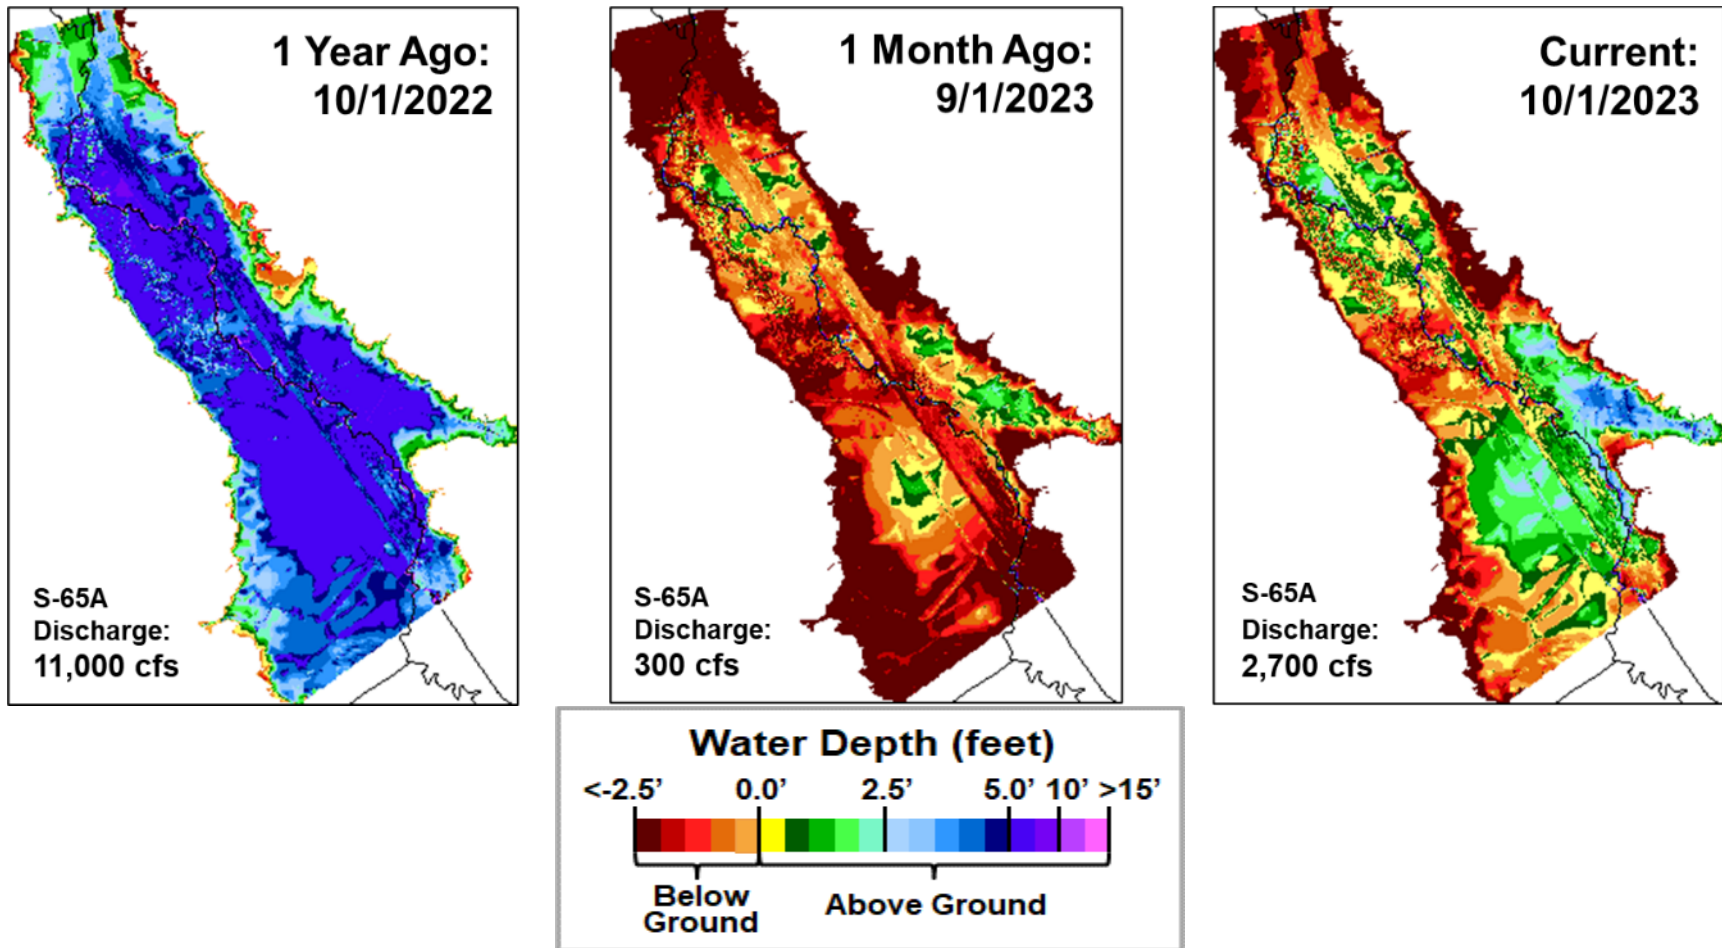 1 Year Ago:
10/1/2022
S-65A
Discharge:
11,000 cfs
1 Month Ago:
9/1/2023
S-65A
Discharge:
300 cfs
Current:
10/1/2023
S-65A
Discharge:
2,700 cfs
Water Depth (feet)
<-2.5’ 0.0’ 2.5’ 5.0’ 10’ >15’
Below
Ground
Above Ground